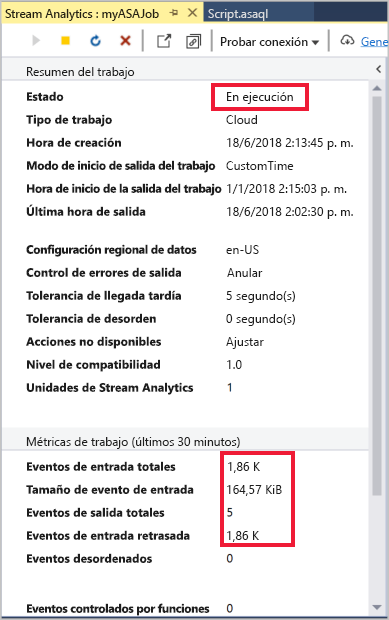 Stream Analytics : myASAJob
Script.asaql
Probar conexión
Gene
Resumen del trabajo
Estado En ejecución
Tipo de trabajo Cloud
Hora de creación 18/6/2018 2:13:45 p. m.
Modo de inicio de salida del trabajo CustomTime
Hora de inicio de la salida del trabajo 1/1/2018 2:15:03 p. m.
Última hora de salida 18/6/2018 2:02:30 p. m.
Configuración regional de datos en-US
Control de errores de salida Anular
Tolerancia de llegada tardía 5 segundo(s)
Tolerancia de desorden 0 segundo(s)
Acciones no disponibles Ajustar
Nivel de compatibilidad 1.0
Unidades de Stream Analytics 1
Métricas de trabajo (últimos 30 minutos)
Eventos de entrada totales 1,86 K
Tamaño de evento de entrada 164,57 KiB
Eventos de salida totales 5
Eventos de entrada retrasada 1,86 K
Eventos desordenados 0
Eventos controlados por funciones 0